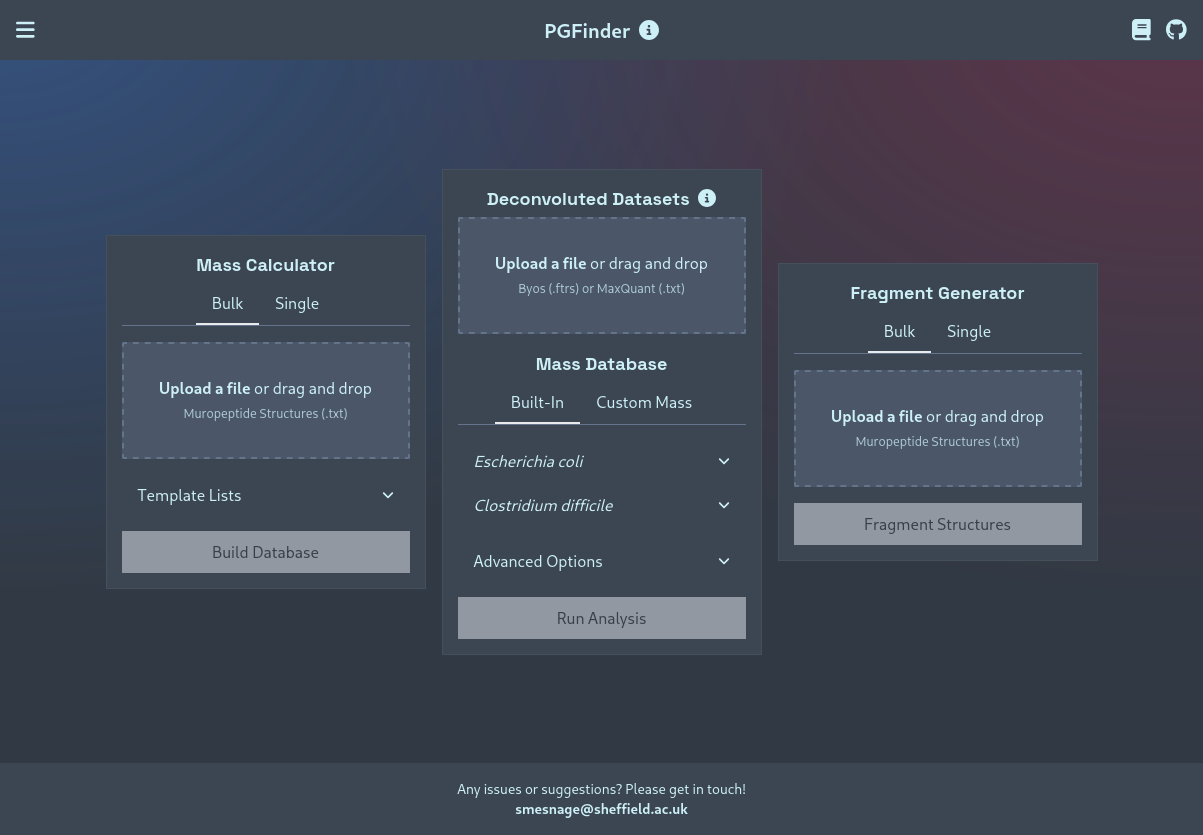 PGFinder
Mass Calculator
Bulk Single
Upload a file or drag and drop
Muropeptide Structures (.txt)
Template Lists
Build Database
Deconvoluted Datasets
Upload a file or drag and drop
Byos (.ftrs) or MaxQuant (.txt)
Mass Database
Built-In Custom Mass
Escherichia coli
Clostridium difficile
Advanced Options
Run Analysis
Fragment Generator
Bulk Single
Upload a file or drag and drop
Muropeptide Structures (.txt)
Fragment Structures
Any issues or suggestions? Please get in touch!
smesnage@sheffield.ac.uk